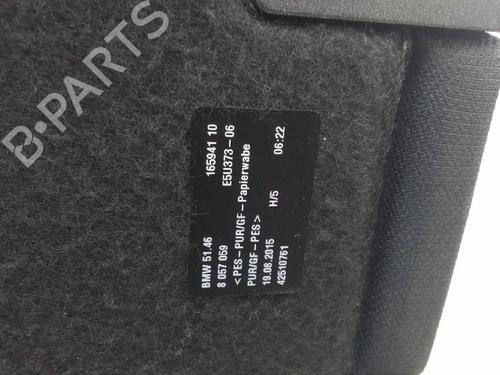 BMW 51.46 165941 10
8 057 059 E5U373-06
< PES-PUR/GF-Papierwabe
PUR/GF-PES >
19.08.2015 H/5 06:22
42510761
B-PARTS